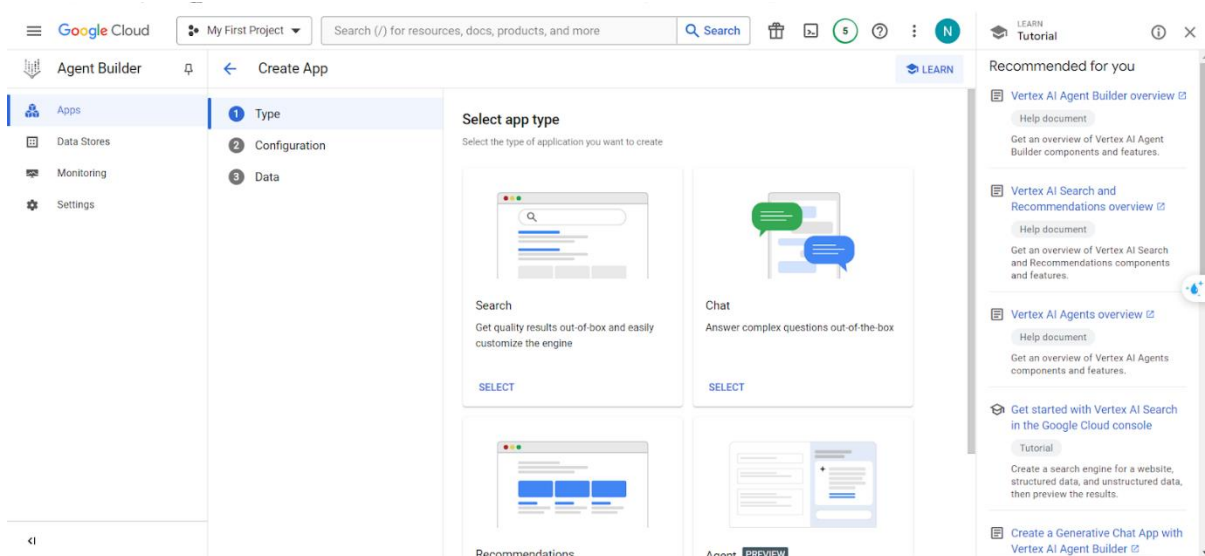 Google Cloud
My First Project
Search (/) for resources, docs, products, and more
Search
5
N
LEARN
Tutorial
Agent Builder
Create App
LEARN
Apps
Data Stores
Monitoring
Settings
1 Type
2 Configuration
3 Data
Select app type
Select the type of application you want to create
Search
Get quality results out-of-box and easily
customize the engine
SELECT
Chat
Answer complex questions out-of-the-box
SELECT
Recommendations
Agent PREVIEW
Recommended for you
Vertex AI Agent Builder overview
Help document
Get an overview of Vertex AI Agent
Builder components and features.
Vertex AI Search and
Recommendations overview
Help document
Get an overview of Vertex AI Search
and Recommendations components
and features.
Vertex AI Agents overview
Help document
Get an overview of Vertex AI Agents
components and features.
Get started with Vertex AI Search
in the Google Cloud console
Tutorial
Create a search engine for a website,
structured data, and unstructured data,
then preview the results.
Create a Generative Chat App with
Vertex AI Agent Builder